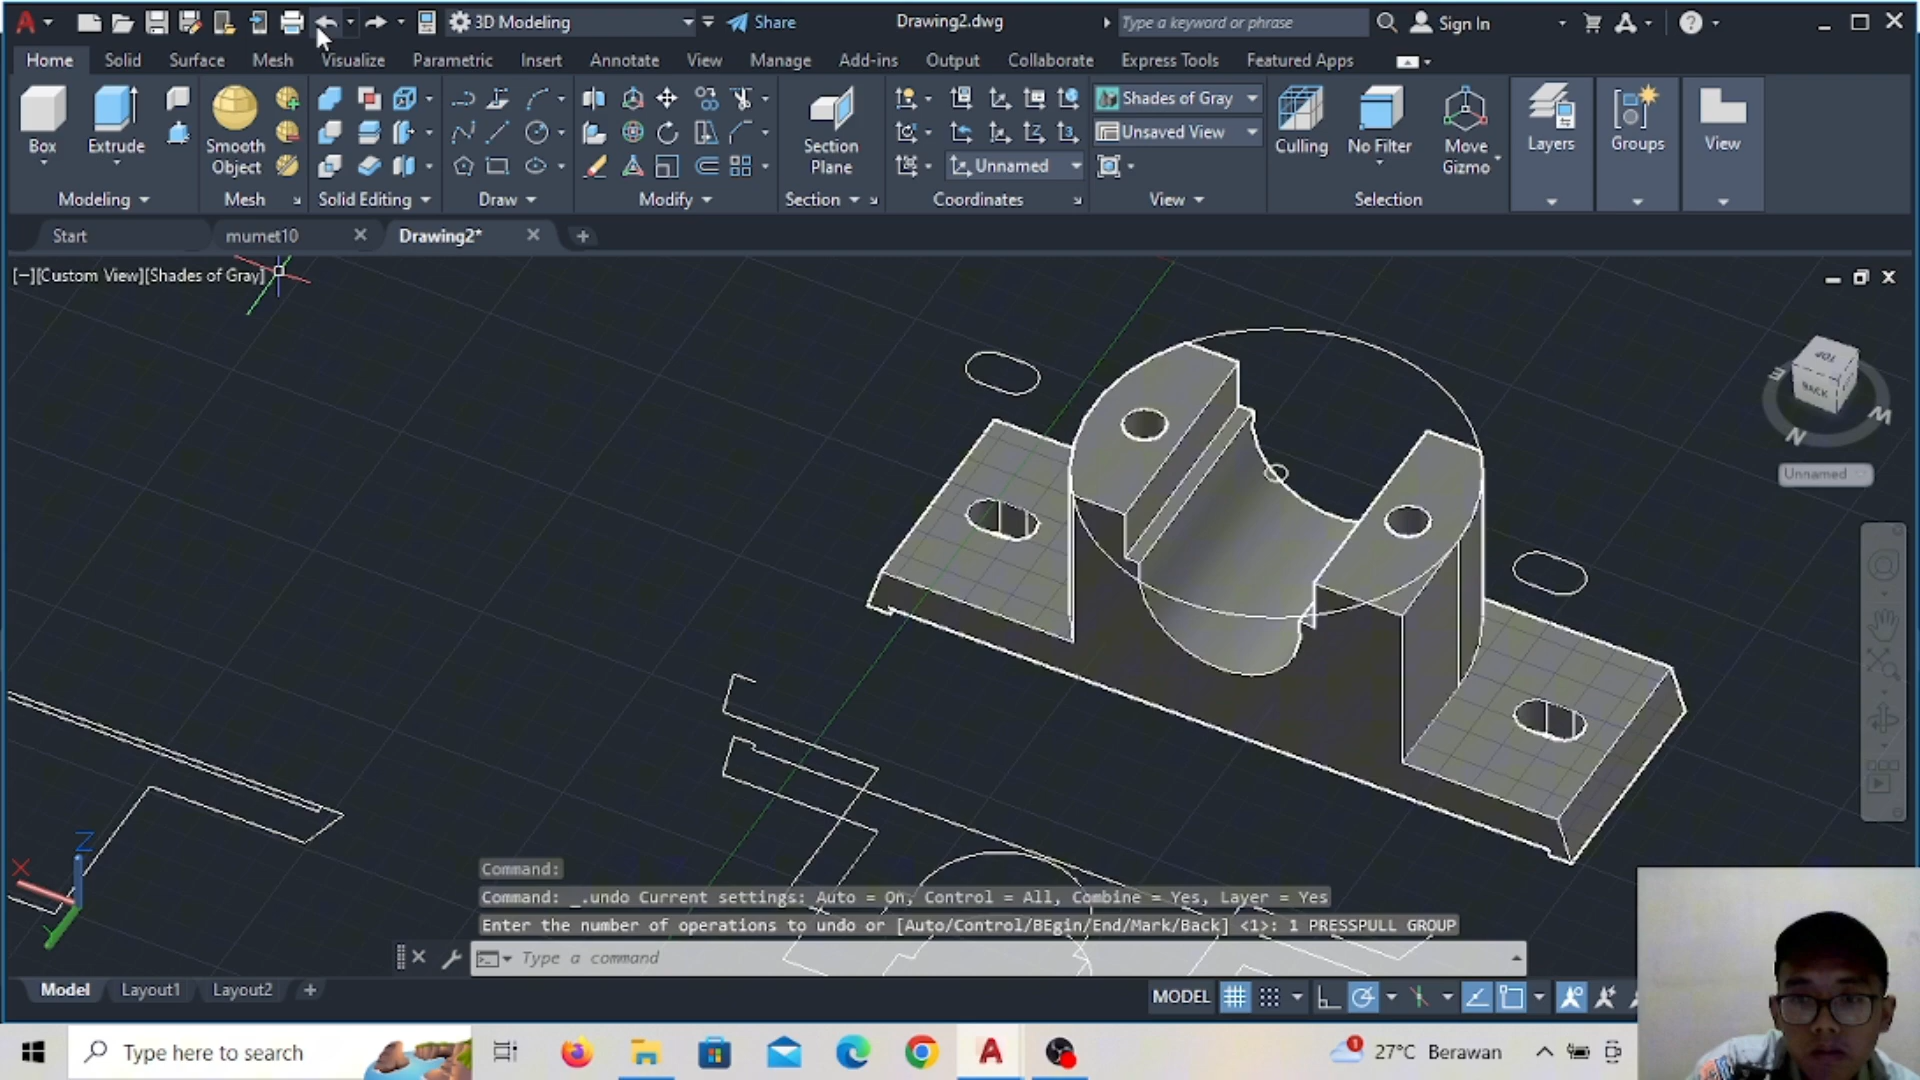 3D Modeling
Share
Drawing2.dwg
Type a keyword or phrase
Sign In
Home Solid Surface Mesh Visualize Parametric Insert Annotate View Manage Add-ins Output Collaborate Express Tools Featured Apps
Box
Extrude
Smooth
Object
Section
Plane
Shades of Gray
Unsaved View
Unnamed
Culling
No Filter
Move
Gizmo
Layers
Groups
View
Modeling Mesh Solid Editing Draw Modify Section Coordinates View Selection
Start mumet10 Drawing2*
[−][Custom View][Shades of Gray]
TOP
BACK
E
W
N
Unnamed
Z
X
Y
Command:
Command: _.undo Current settings: Auto = On, Control = All, Combine = Yes, Layer = Yes
Enter the number of operations to undo or [Auto/Control/BEgin/End/Mark/Back] <1>: 1 PRESSPULL GROUP
Type a command
Model Layout1 Layout2
MODEL
Type here to search
27°C Berawan